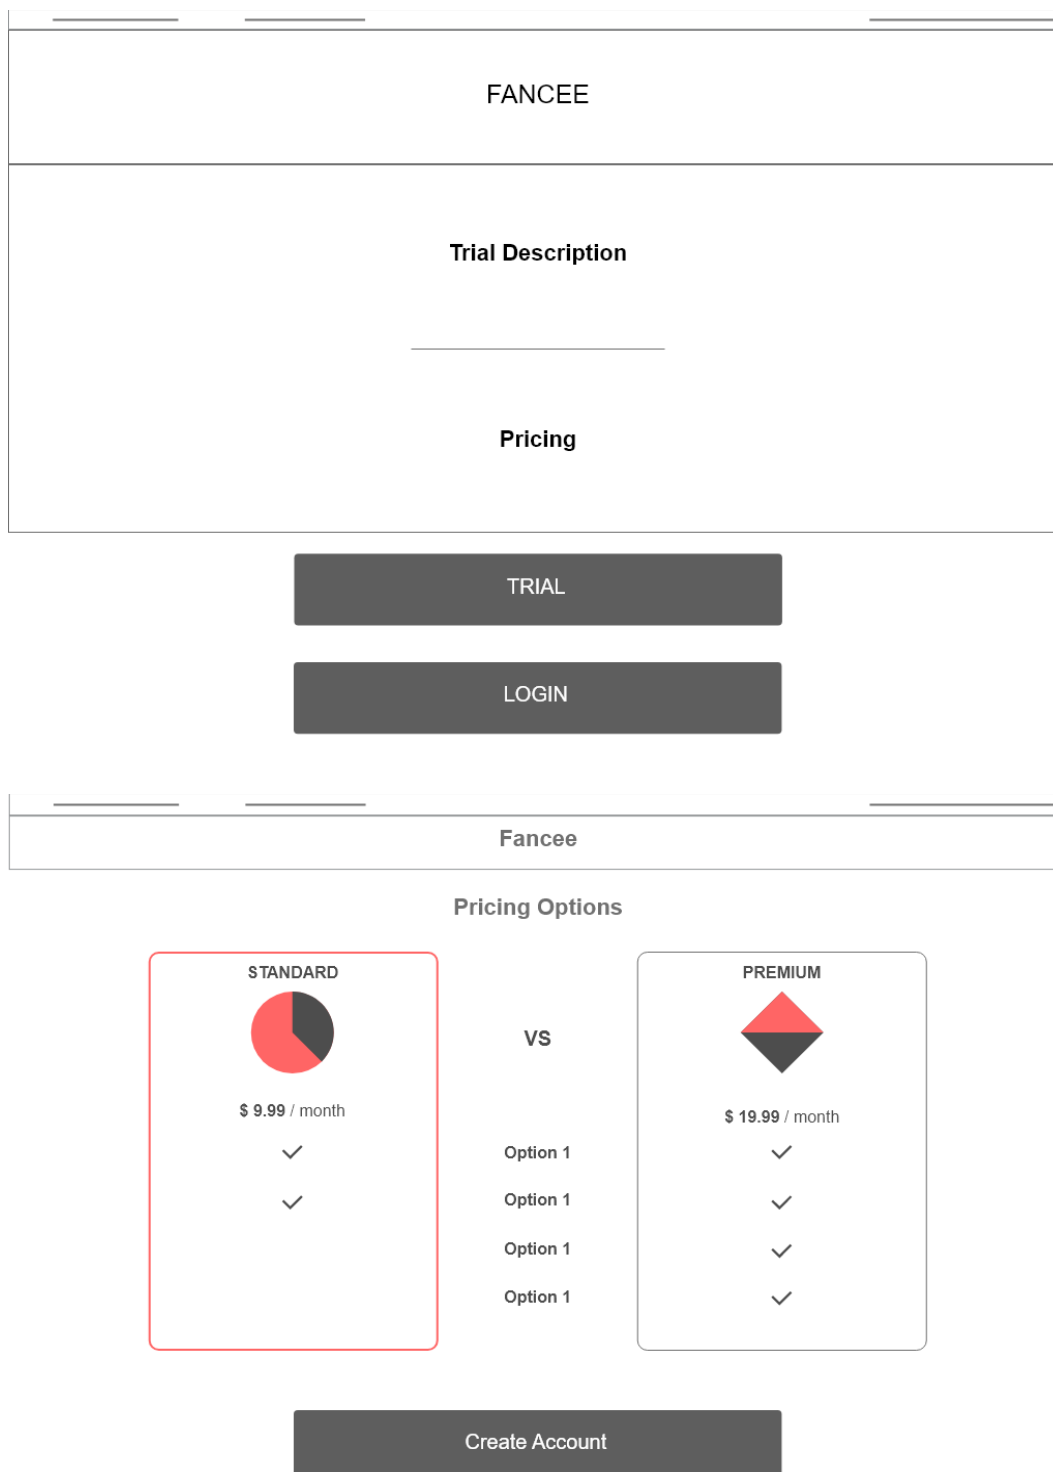 FANCEE
Trial Description
Pricing
TRIAL
LOGIN
Fancee
Pricing Options
STANDARD
VS
PREMIUM
$ 9.99 / month
$ 19.99 / month
Option 1
Option 1
Option 1
Option 1
Create Account